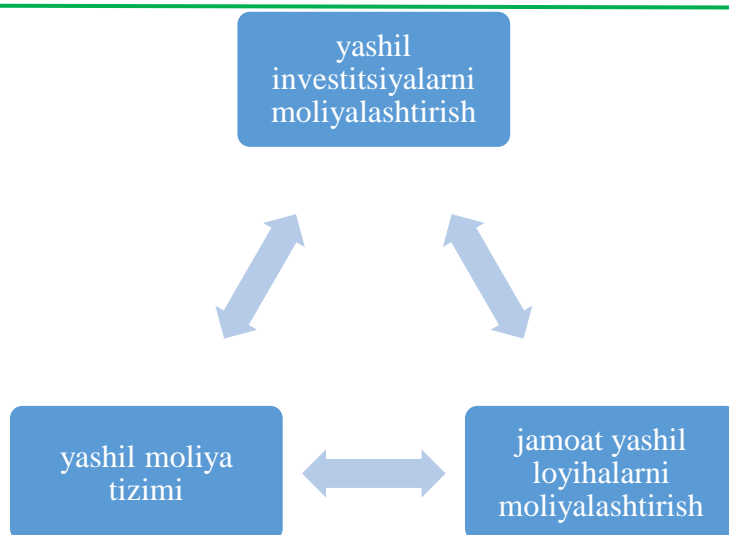 yashil
investitsiyalarni
moliyalashtirish
yashil moliya
tizimi
jamoat yashil
loyihalarni
moliyalashtirish